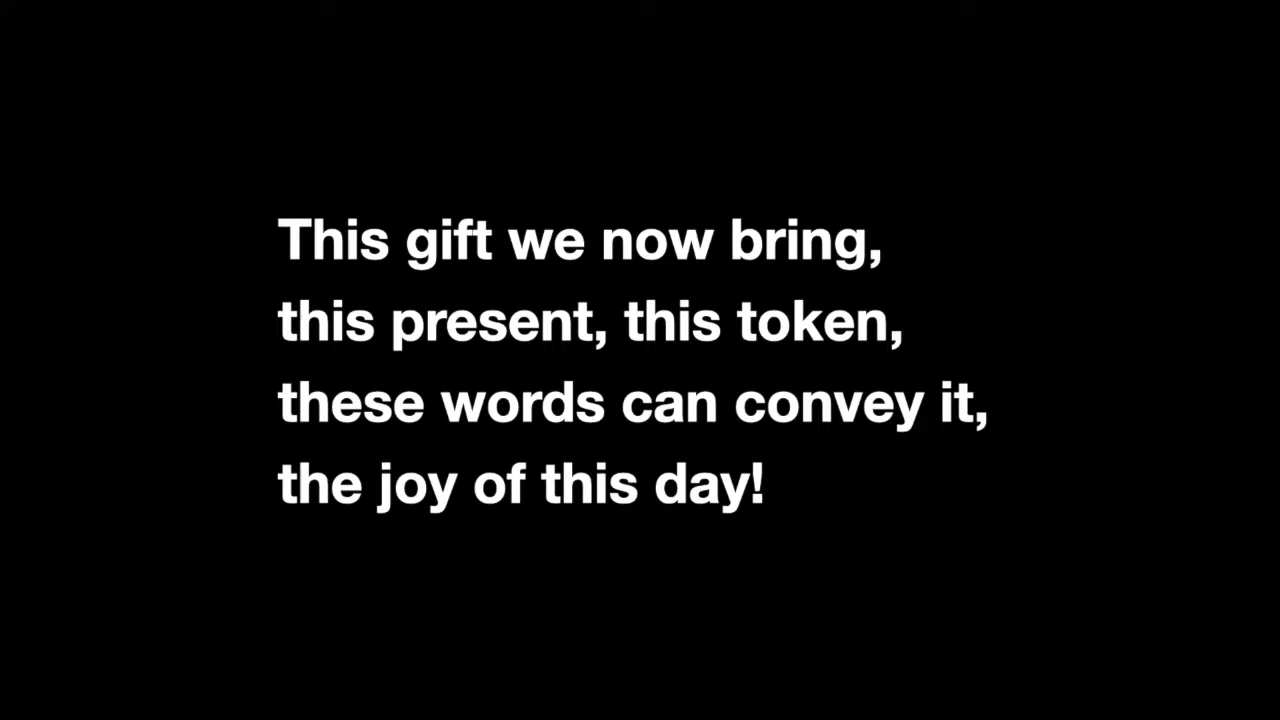 This gift we now bring,
this present, this token,
these words can convey it,
the joy of this day!